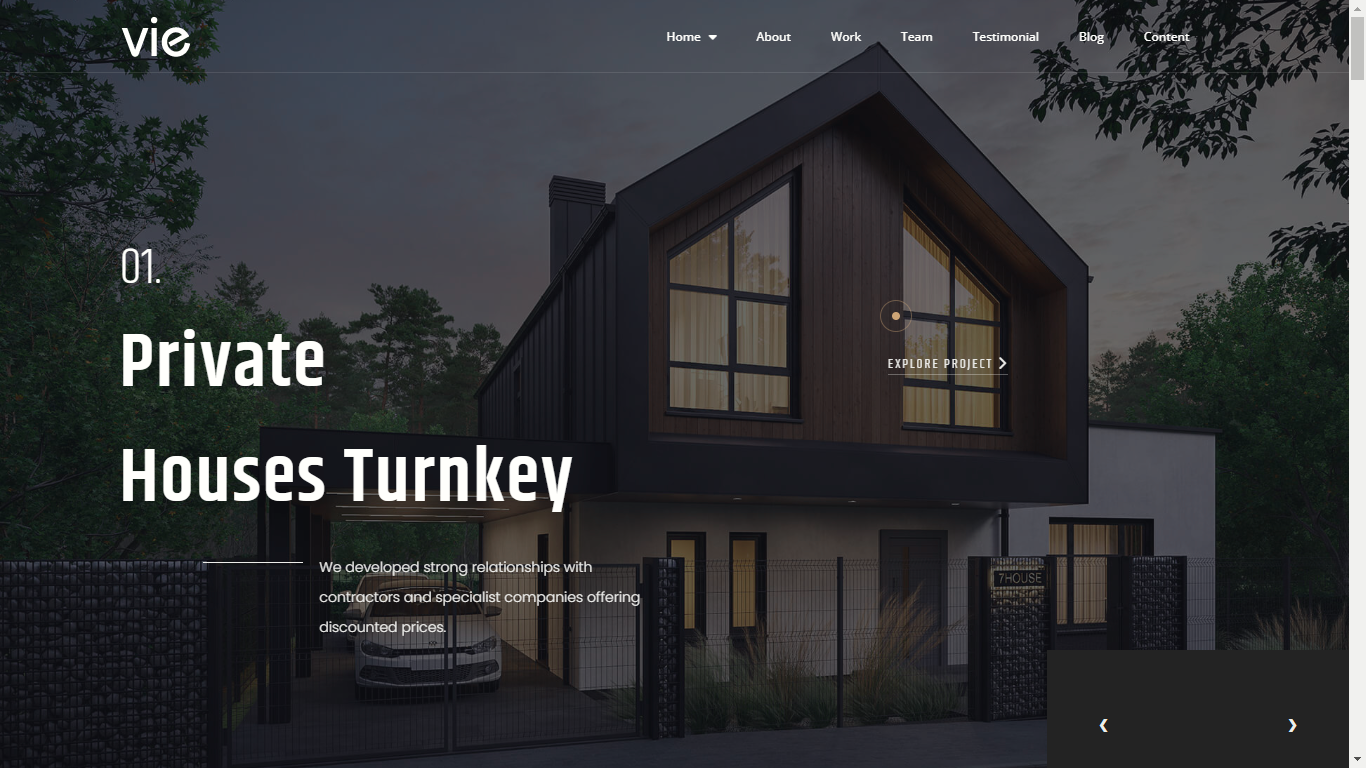 vie
Home About Work Team Testimonial Blog Content
01.
Private
Houses Turnkey
EXPLORE PROJECT
We developed strong relationships with
contractors and specialist companies offering
discounted prices.
7HOUSE